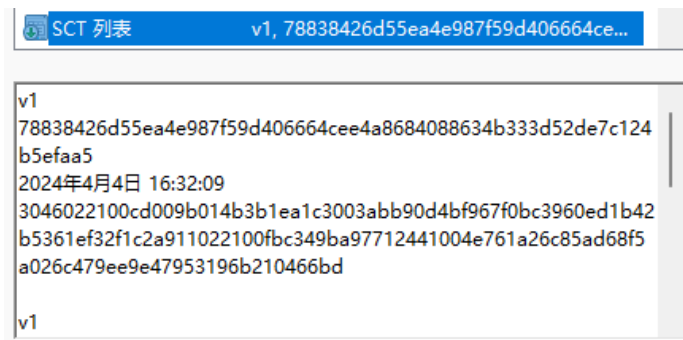 SCT 列表 v1, 78838426d55ea4e987f59d406664ce...
v1
78838426d55ea4e987f59d406664cee4a8684088634b333d52de7c124
b5efaa5
2024年4月4日 16:32:09
3046022100cd009b014b3b1ea1c3003abb90d4bf967f0bc3960ed1b42
b5361ef32f1c2a911022100fbc349ba97712441004e761a26c85ad68f5
a026c479ee9e47953196b210466bd
v1